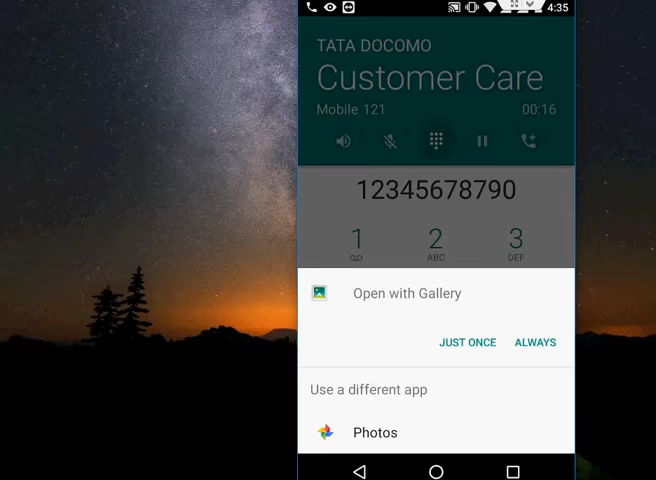 4:35
TATA DOCOMO
Customer Care
Mobile 121
00:16
12345678790
1 2 3
ABC DEF
Open with Gallery
JUST ONCE ALWAYS
Use a different app
Photos